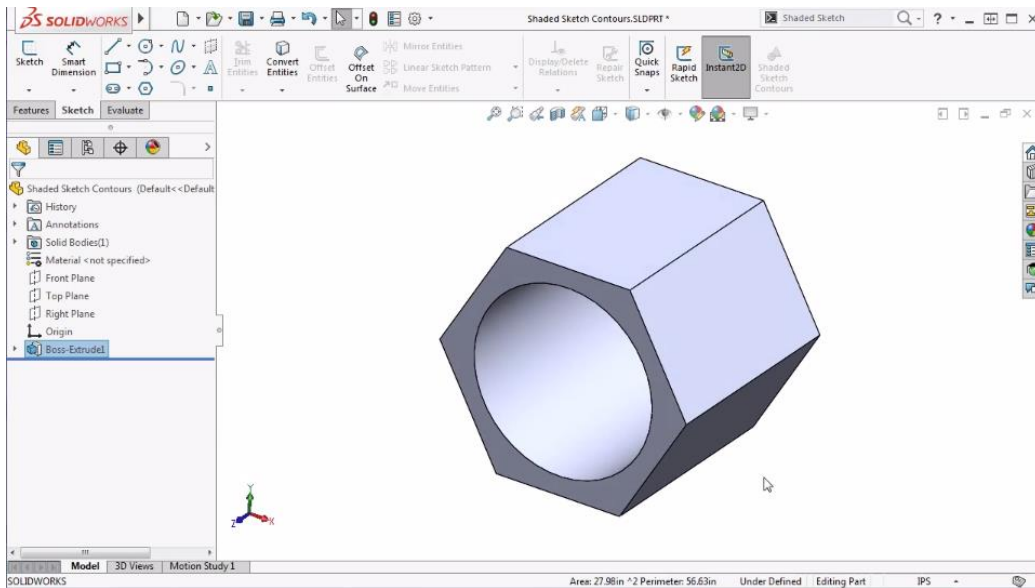 SOLIDWORKS
Shaded Sketch Contours.SLDPRT *
Shaded Sketch
Sketch
Smart Dimension
Trim Entities
Convert Entities
Offset Entities
Offset On Surface
Mirror Entities
Linear Sketch Pattern
Move Entities
Display/Delete Relations
Repair Sketch
Quick Snaps
Rapid Sketch
Instant2D
Shaded Sketch Contours
Features Sketch Evaluate
Shaded Sketch Contours (Default<<Default
History
Annotations
Solid Bodies(1)
Material <not specified>
Front Plane
Top Plane
Right Plane
Origin
Boss-Extrude1
Y
Z X
Model 3D Views Motion Study 1
SOLIDWORKS Area: 27.98in ^2 Perimeter: 56.63in Under Defined Editing Part IPS